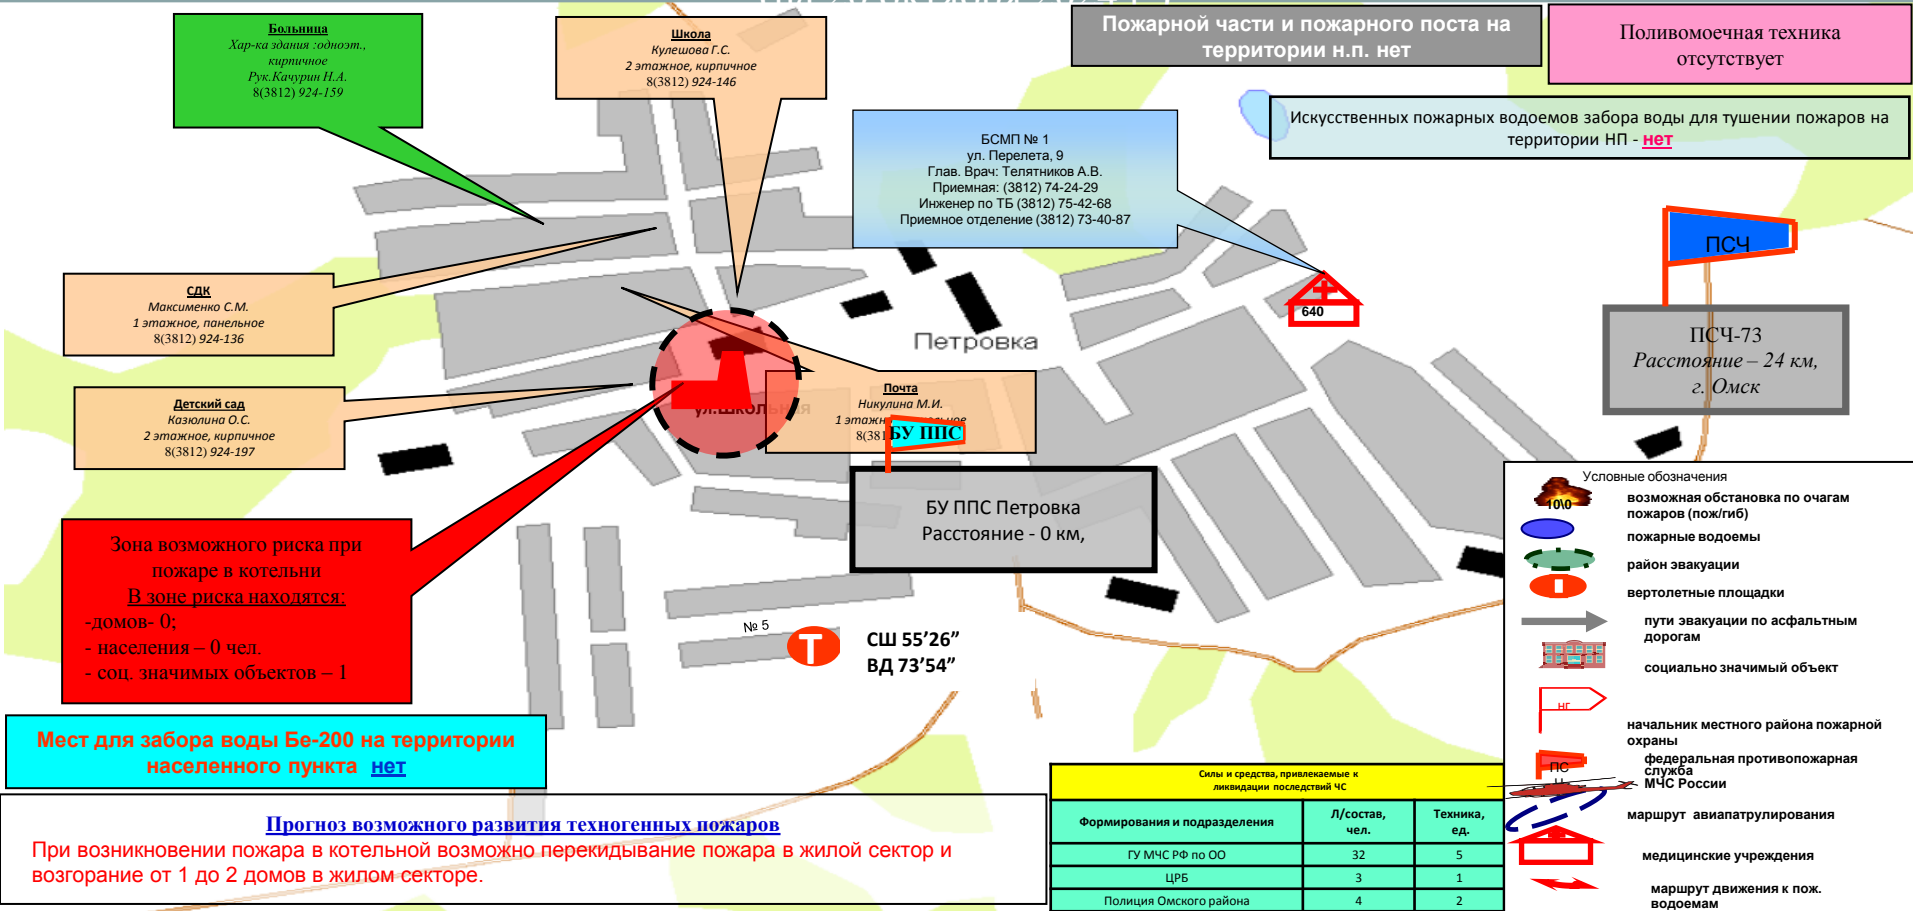 Больница
Хар-ка здания :одноэт.,
кирпичное
Рук.Качурин Н.А.
8(3812) 924-159
Школа
Кулешова Г.С.
2 этажное, кирпичное
8(3812) 924-146
Пожарной части и пожарного поста на
территории н.п. нет
Поливомоечная техника
отсутствует
Искусственных пожарных водоемов забора воды для тушении пожаров на
территории НП - нет
БСМП № 1
ул. Перелета, 9
Глав. Врач: Телятников А.В.
Приемная: (3812) 74-24-29
Инженер по ТБ (3812) 75-42-68
Приемное отделение (3812) 73-40-87
ПСЧ
640
СДК
Максименко С.М.
1 этажное, панельное
8(3812) 924-136
Петровка
ПСЧ-73
Расстояние – 24 км,
г. Омск
Детский сад
Казюлина О.С.
2 этажное, кирпичное
8(3812) 924-197
ул.Школьная
Почта
Никулина М.И.
1 этажн
8(381
БУ ППС
БУ ППС Петровка
Расстояние - 0 км,
Зона возможного риска при
пожаре в котельни
В зоне риска находятся:
-домов- 0;
- населения – 0 чел.
- соц. значимых объектов – 1
№ 5
Т
СШ 55’26”
ВД 73’54”
Мест для забора воды Бе-200 на территории
населенного пункта нет
Прогноз возможного развития техногенных пожаров
При возникновении пожара в котельной возможно перекидывание пожара в жилой сектор и
возгорание от 1 до 2 домов в жилом секторе.
Силы и средства, привлекаемые к
ликвидации последствий ЧС
Формирования и подразделения Л/состав, чел. Техника, ед.
ГУ МЧС РФ по ОО 32 5
ЦРБ 3 1
Полиция Омского района 4 2
Условные обозначения
10\0
возможная обстановка по очагам
пожаров (пож/гиб)
пожарные водоемы
район эвакуации
вертолетные площадки
пути эвакуации по асфальтным
дорогам
социально значимый объект
НГ
начальник местного района пожарной
охраны
ПС
федеральная противопожарная
служба
МЧС России
маршрут авиапатрулирования
медицинские учреждения
маршрут движения к пож.
водоемам